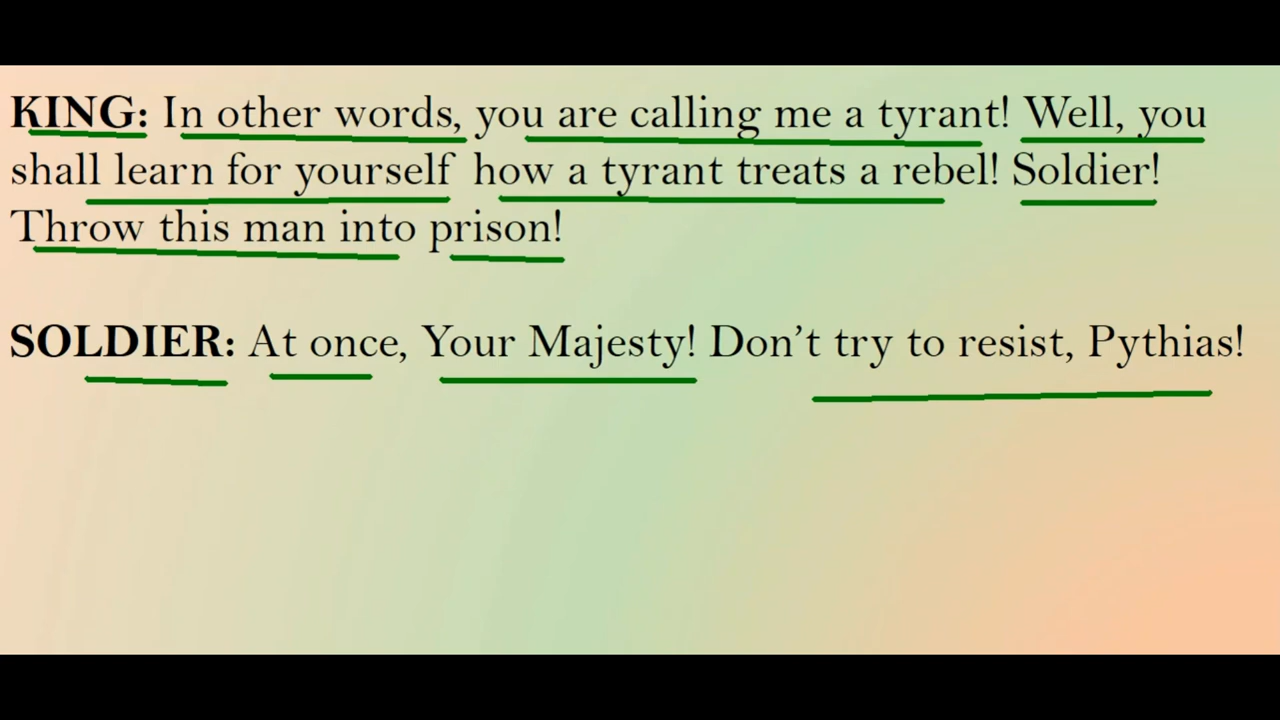 KING: In other words, you are calling me a tyrant! Well, you
shall learn for yourself how a tyrant treats a rebel! Soldier!
Throw this man into prison!
SOLDIER: At once, Your Majesty! Don’t try to resist, Pythias!